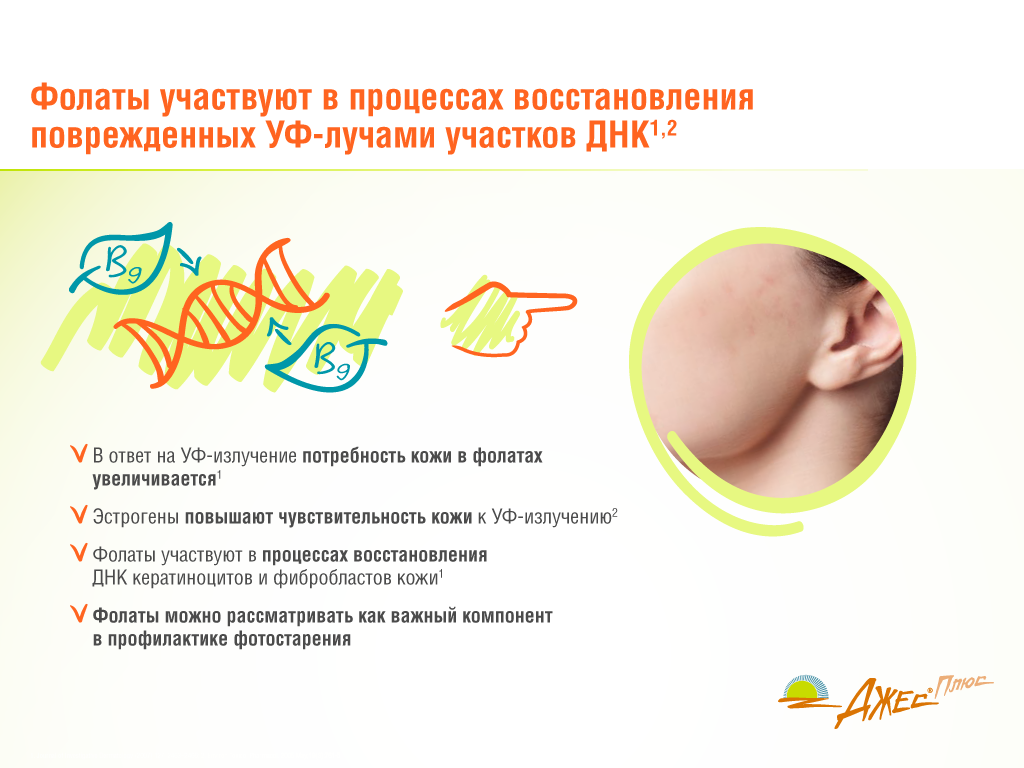 Фолаты участвуют в процессах восстановления
поврежденных УФ-лучами участков ДНК¹,²
B₉
B₉
V В ответ на УФ-излучение потребность кожи в фолатах
увеличивается¹
V Эстрогены повышают чувствительность кожи к УФ-излучению²
V Фолаты участвуют в процессах восстановления
ДНК кератиноцитов и фибробластов кожи¹
V Фолаты можно рассматривать как важный компонент
в профилактике фотостарения
Джес® Плюс